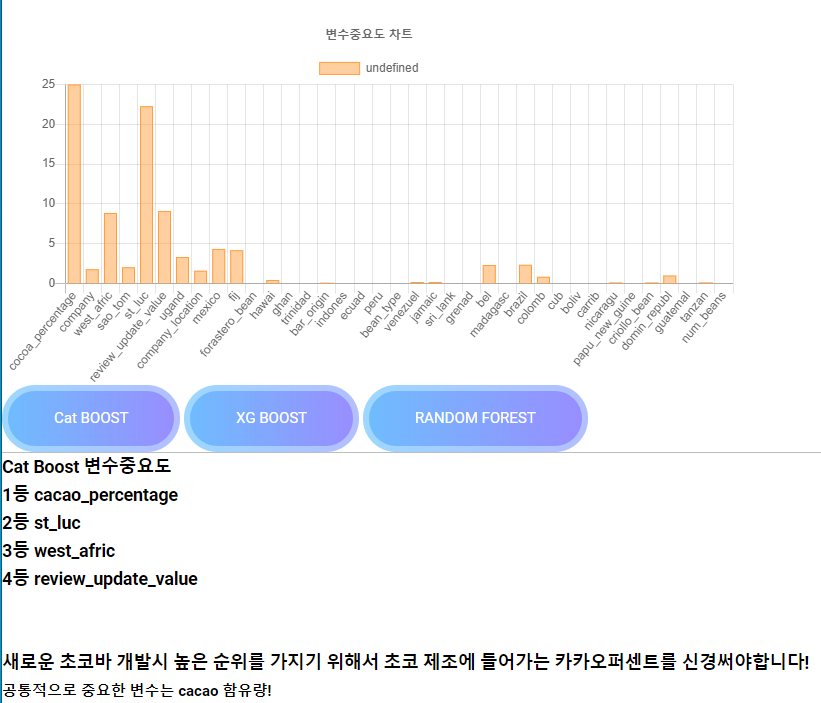 변수중요도 차트
undefined
25
20
15
10
5
0
cocoa_percentage
company
west_afric
sao_tom
st_luc
review_update_value
ugand
company_location
mexico
fij
forastero_bean
hawai
ghan
trinidad
bar_origin
indones
ecuad
peru
bean_type
venezuel
jamaic
sri_lank
grenad
bel
madagasc
brazil
colomb
cub
boliv
carrib
nicaragu
papu_new_guine
criollo_bean
domin_republ
guatemal
tanzan
num_beans
Cat BOOST XG BOOST RANDOM FOREST
Cat Boost 변수중요도
1등 cacao_percentage
2등 st_luc
3등 west_afric
4등 review_update_value
새로운 초코바 개발시 높은 순위를 가지기 위해서 초코 제조에 들어가는 카카오퍼센트를 신경써야합니다!
공통적으로 중요한 변수는 cacao 함유량!